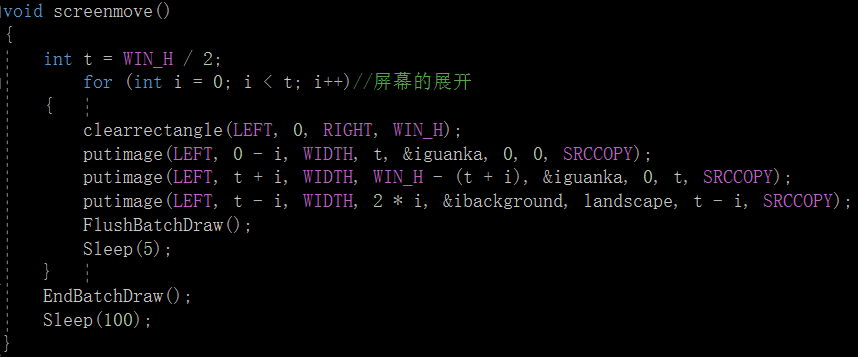 void screenmove()
{
int t = WIN_H / 2;
for (int i = 0; i < t; i++)//屏幕的展开
{
clearrectangle(LEFT, 0, RIGHT, WIN_H);
putimage(LEFT, 0 - i, WIDTH, t, &iguanka, 0, 0, SRCCOPY);
putimage(LEFT, t + i, WIDTH, WIN_H - (t + i), &iguanka, 0, t, SRCCOPY);
putimage(LEFT, t - i, WIDTH, 2 * i, &ibackground, landscape, t - i, SRCCOPY);
FlushBatchDraw();
Sleep(5);
}
EndBatchDraw();
Sleep(100);
}